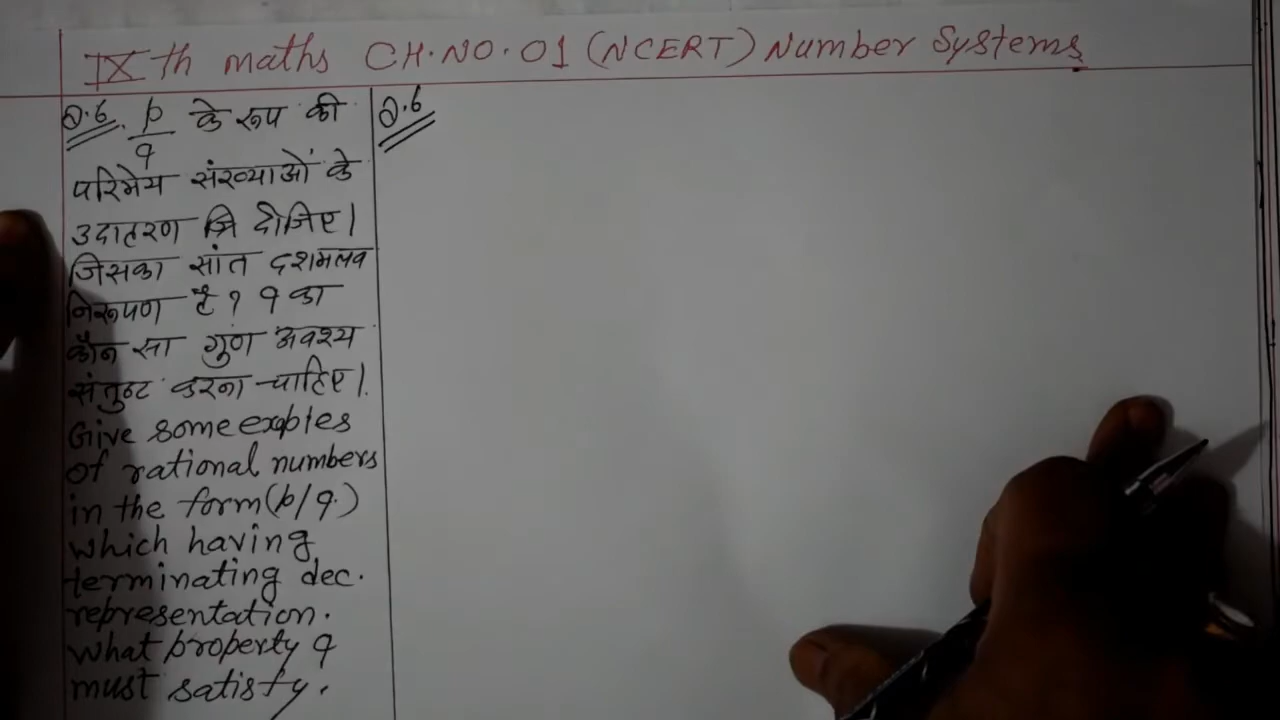 IXth maths CH.NO.01 (NCERT) Number Systems
Q.6. p/q के रूप की
परिमेय संख्याओं के
उदाहरण दीजिए।
जिसका सांत दशमलव
निरूपण है? q का
कौन सा गुण अवश्य
संतुष्ट करना चाहिए।
Give some exaples
of rational numbers
in the form (p/q.)
which having
terminating dec.
representation.
what property q
must satisfy.
Q.6